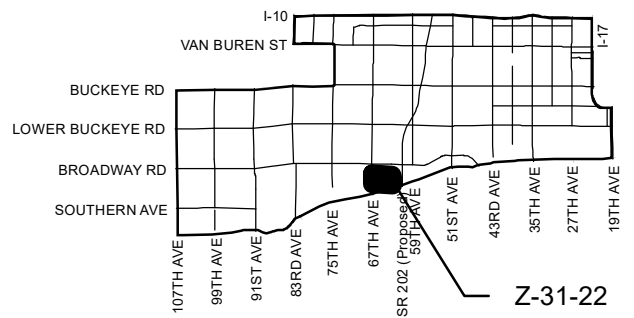 I-10
I-17
VAN BUREN ST
BUCKEYE RD
LOWER BUCKEYE RD
BROADWAY RD
SOUTHERN AVE
107TH AVE
99TH AVE
91ST AVE
83RD AVE
75TH AVE
67TH AVE
SR 202 (Proposed)
59TH AVE
51ST AVE
43RD AVE
35TH AVE
27TH AVE
19TH AVE
Z-31-22